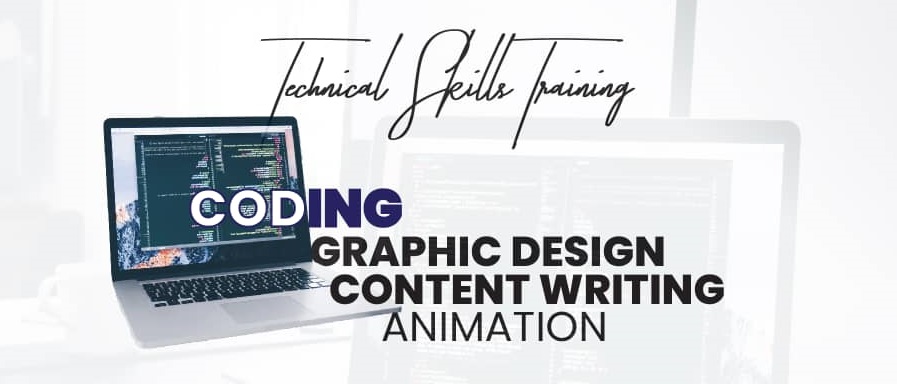 Technical Skills Training
CODING
GRAPHIC DESIGN
CONTENT WRITING
ANIMATION